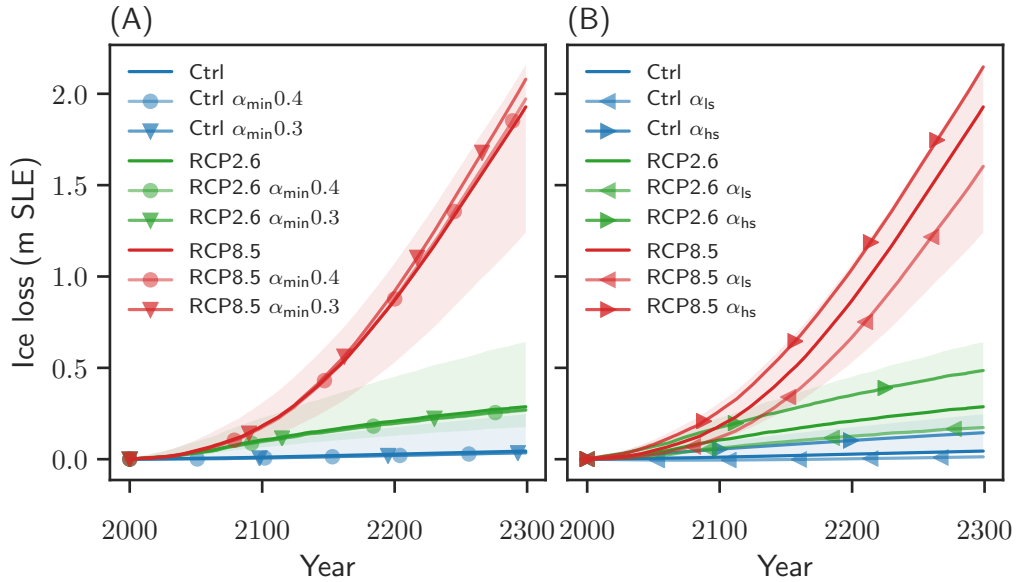 (A)
(B)
Ice loss (m SLE)
2.0
1.5
1.0
0.5
0.0
Ctrl
Ctrl αmin0.4
Ctrl αmin0.3
RCP2.6
RCP2.6 αmin0.4
RCP2.6 αmin0.3
RCP8.5
RCP8.5 αmin0.4
RCP8.5 αmin0.3
2000 2100 2200 2300
Year
Ctrl
Ctrl αls
Ctrl αhs
RCP2.6
RCP2.6 αls
RCP2.6 αhs
RCP8.5
RCP8.5 αls
RCP8.5 αhs
2000 2100 2200 2300
Year